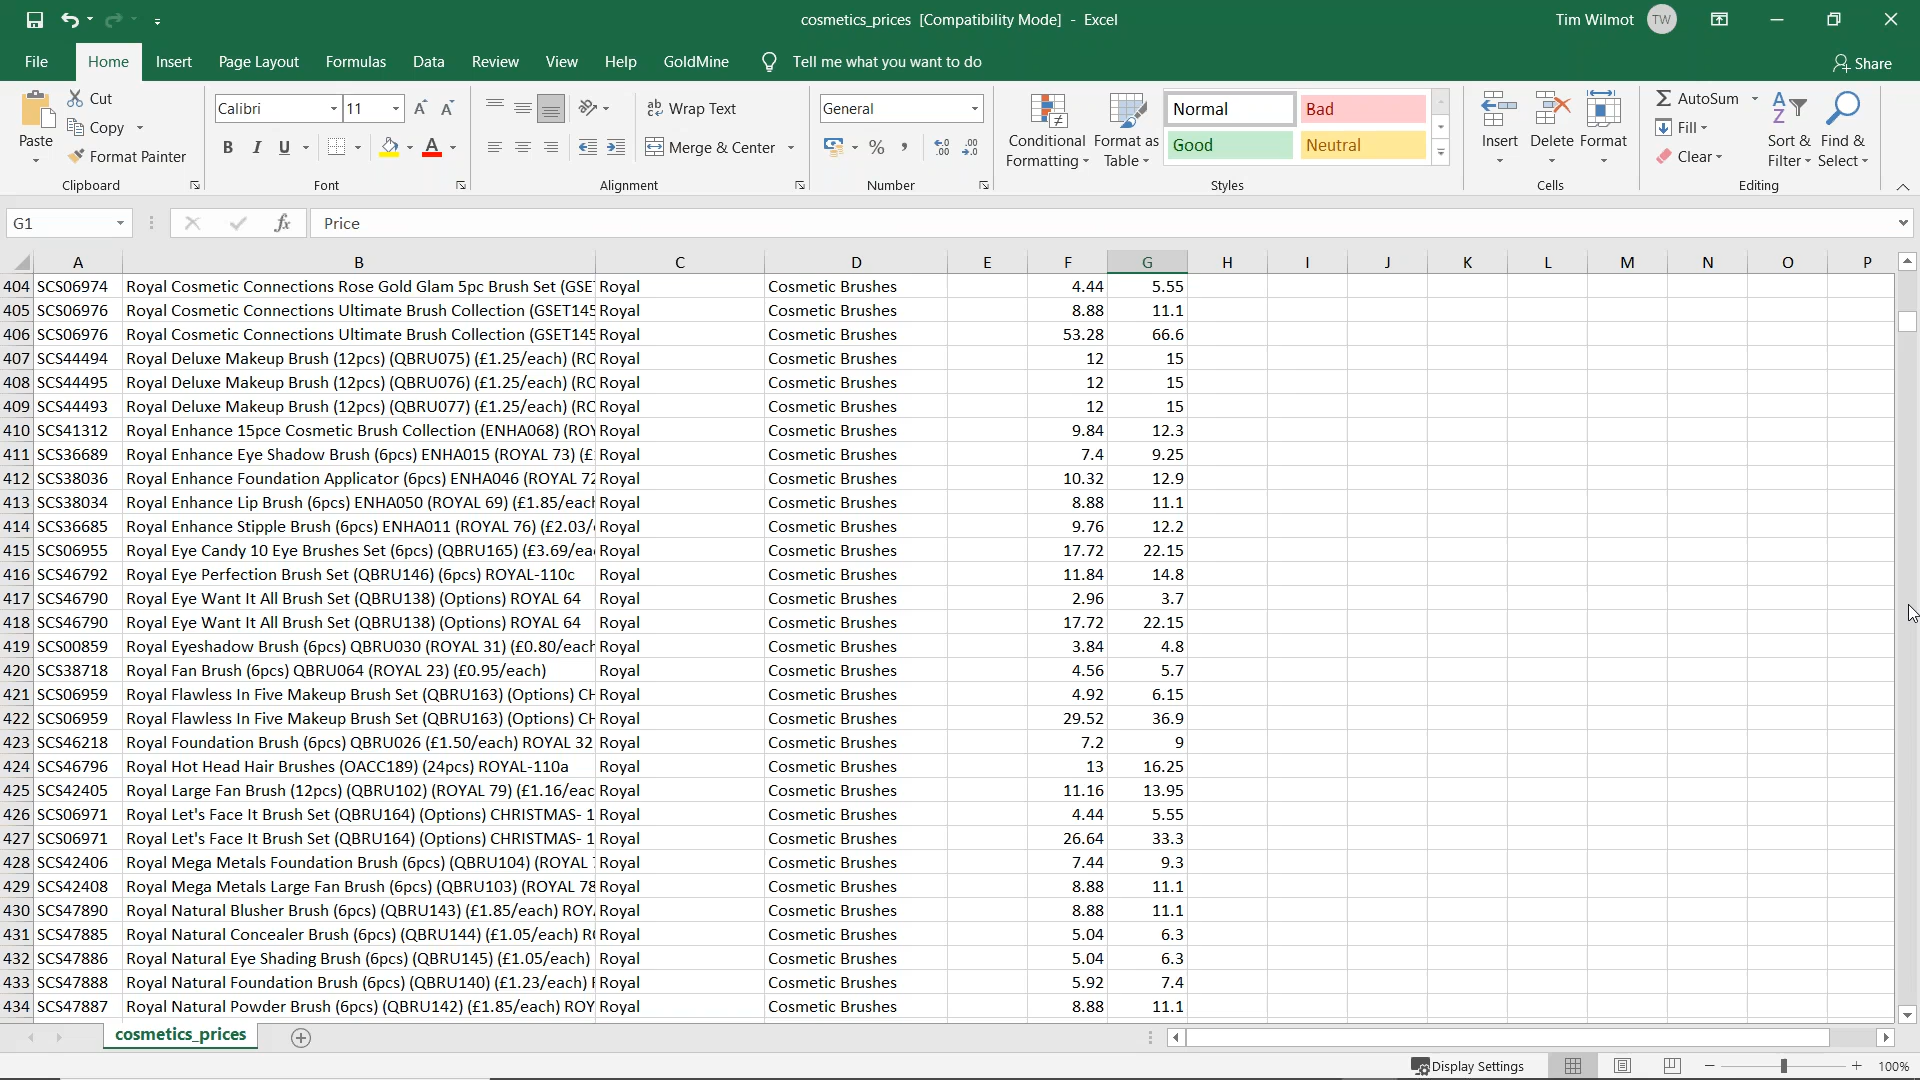 cosmetics_prices [Compatibility Mode] - Excel
Tim Wilmot TW
File Home Insert Page Layout Formulas Data Review View Help GoldMine Tell me what you want to do Share
Paste
Cut
Copy
Format Painter
Clipboard
Calibri 11
B I U A
Font
Wrap Text
Merge & Center
Alignment
General
% ,
Number
Conditional Formatting
Format as Table
Normal Bad
Good Neutral
Styles
Insert Delete Format
Cells
AutoSum
Fill
Clear
Sort & Filter
Find & Select
Editing
G1 fx Price
A B C D E F G H I J K L M N O P
404 SCS06974 Royal Cosmetic Connections Rose Gold Glam 5pc Brush Set (GSE Royal Cosmetic Brushes 4.44 5.55
405 SCS06976 Royal Cosmetic Connections Ultimate Brush Collection (GSET145 Royal Cosmetic Brushes 8.88 11.1
406 SCS06976 Royal Cosmetic Connections Ultimate Brush Collection (GSET145 Royal Cosmetic Brushes 53.28 66.6
407 SCS44494 Royal Deluxe Makeup Brush (12pcs) (QBRU075) (£1.25/each) (RO Royal Cosmetic Brushes 12 15
408 SCS44495 Royal Deluxe Makeup Brush (12pcs) (QBRU076) (£1.25/each) (RO Royal Cosmetic Brushes 12 15
409 SCS44493 Royal Deluxe Makeup Brush (12pcs) (QBRU077) (£1.25/each) (RO Royal Cosmetic Brushes 12 15
410 SCS41312 Royal Enhance 15pce Cosmetic Brush Collection (ENHA068) (ROY Royal Cosmetic Brushes 9.84 12.3
411 SCS36689 Royal Enhance Eye Shadow Brush (6pcs) ENHA015 (ROYAL 73) (£ Royal Cosmetic Brushes 7.4 9.25
412 SCS38036 Royal Enhance Foundation Applicator (6pcs) ENHA046 (ROYAL 72 Royal Cosmetic Brushes 10.32 12.9
413 SCS38034 Royal Enhance Lip Brush (6pcs) ENHA050 (ROYAL 69) (£1.85/each Royal Cosmetic Brushes 8.88 11.1
414 SCS36685 Royal Enhance Stipple Brush (6pcs) ENHA011 (ROYAL 76) (£2.03/ Royal Cosmetic Brushes 9.76 12.2
415 SCS06955 Royal Eye Candy 10 Eye Brushes Set (6pcs) (QBRU165) (£3.69/ea Royal Cosmetic Brushes 17.72 22.15
416 SCS46792 Royal Eye Perfection Brush Set (QBRU146) (6pcs) ROYAL-110c Royal Cosmetic Brushes 11.84 14.8
417 SCS46790 Royal Eye Want It All Brush Set (QBRU138) (Options) ROYAL 64 Royal Cosmetic Brushes 2.96 3.7
418 SCS46790 Royal Eye Want It All Brush Set (QBRU138) (Options) ROYAL 64 Royal Cosmetic Brushes 17.72 22.15
419 SCS00859 Royal Eyeshadow Brush (6pcs) QBRU030 (ROYAL 31) (£0.80/each Royal Cosmetic Brushes 3.84 4.8
420 SCS38718 Royal Fan Brush (6pcs) QBRU064 (ROYAL 23) (£0.95/each) Royal Cosmetic Brushes 4.56 5.7
421 SCS06959 Royal Flawless In Five Makeup Brush Set (QBRU163) (Options) CH Royal Cosmetic Brushes 4.92 6.15
422 SCS06959 Royal Flawless In Five Makeup Brush Set (QBRU163) (Options) CH Royal Cosmetic Brushes 29.52 36.9
423 SCS46218 Royal Foundation Brush (6pcs) QBRU026 (£1.50/each) ROYAL 32 Royal Cosmetic Brushes 7.2 9
424 SCS46796 Royal Hot Head Hair Brushes (OACC189) (24pcs) ROYAL-110a Royal Cosmetic Brushes 13 16.25
425 SCS42405 Royal Large Fan Brush (12pcs) (QBRU102) (ROYAL 79) (£1.16/eac Royal Cosmetic Brushes 11.16 13.95
426 SCS06971 Royal Let's Face It Brush Set (QBRU164) (Options) CHRISTMAS- 1 Royal Cosmetic Brushes 4.44 5.55
427 SCS06971 Royal Let's Face It Brush Set (QBRU164) (Options) CHRISTMAS- 1 Royal Cosmetic Brushes 26.64 33.3
428 SCS42406 Royal Mega Metals Foundation Brush (6pcs) (QBRU104) (ROYAL Royal Cosmetic Brushes 7.44 9.3
429 SCS42408 Royal Mega Metals Large Fan Brush (6pcs) (QBRU103) (ROYAL 78 Royal Cosmetic Brushes 8.88 11.1
430 SCS47890 Royal Natural Blusher Brush (6pcs) (QBRU143) (£1.85/each) ROY Royal Cosmetic Brushes 8.88 11.1
431 SCS47885 Royal Natural Concealer Brush (6pcs) (QBRU144) (£1.05/each) R Royal Cosmetic Brushes 5.04 6.3
432 SCS47886 Royal Natural Eye Shading Brush (6pcs) (QBRU145) (£1.05/each) Royal Cosmetic Brushes 5.04 6.3
433 SCS47888 Royal Natural Foundation Brush (6pcs) (QBRU140) (£1.23/each) Royal Cosmetic Brushes 5.92 7.4
434 SCS47887 Royal Natural Powder Brush (6pcs) (QBRU142) (£1.85/each) ROY Royal Cosmetic Brushes 8.88 11.1
cosmetics_prices
Display Settings 100%